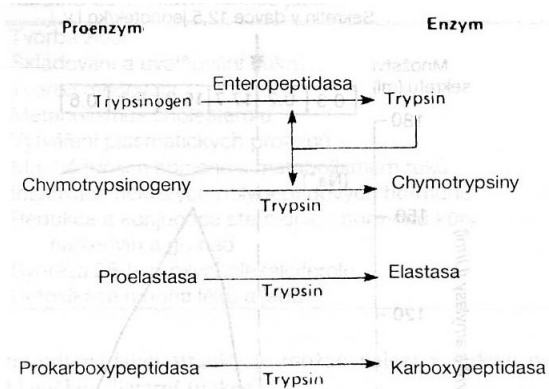 Proenzym Enzym
Enteropeptidasa
Trypsinogen Trypsin
Chymotrypsinogeny Chymotrypsiny
Trypsin
Proelastasa Elastasa
Trypsin
Prokarboxypeptidasa Karboxypeptidasa
Trypsin